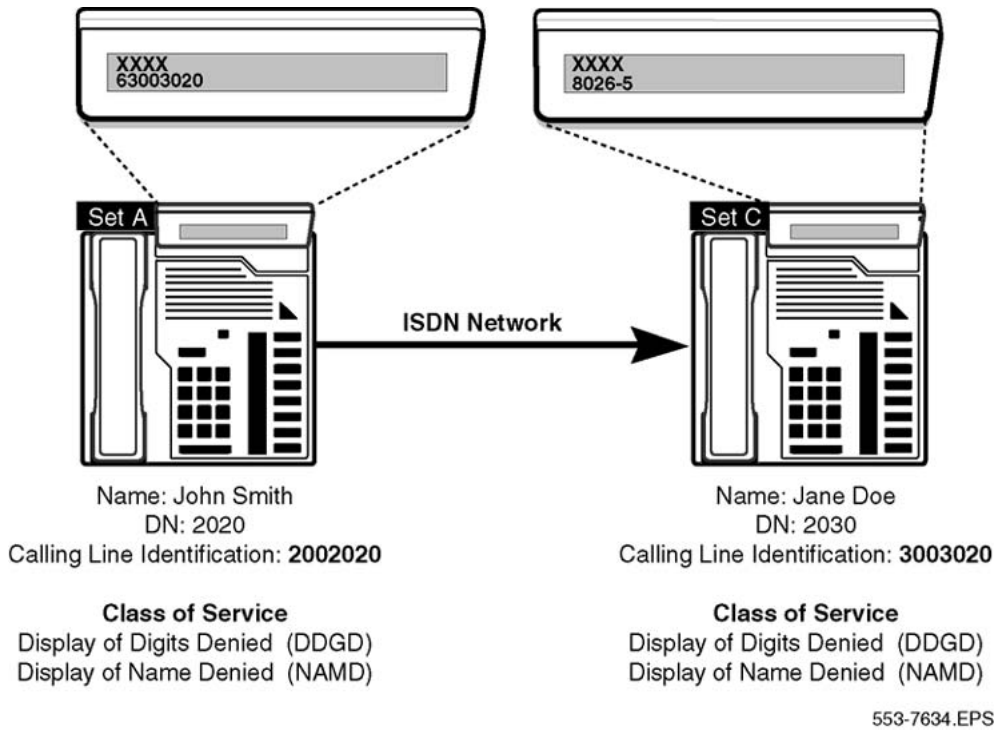 XXXX
63003020
XXXX
8026-5
Set A
Set C
ISDN Network
Name: John Smith
DN: 2020
Calling Line Identification: 2002020
Class of Service
Display of Digits Denied (DDGD)
Display of Name Denied (NAMD)
Name: Jane Doe
DN: 2030
Calling Line Identification: 3003020
Class of Service
Display of Digits Denied (DDGD)
Display of Name Denied (NAMD)
553-7634.EPS